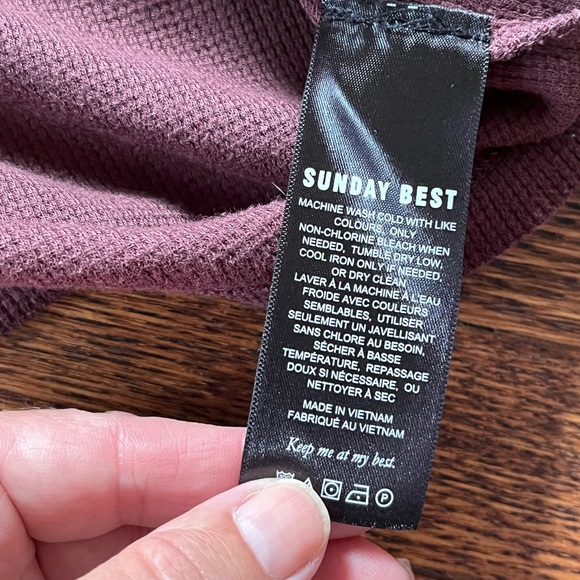 SUNDAY BEST
MACHINE WASH COLD WITH LIKE
COLOURS. ONLY
NON-CHLORINE BLEACH WHEN
NEEDED. TUMBLE DRY LOW.
COOL IRON ONLY IF NEEDED,
OR DRY CLEAN
LAVER À LA MACHINE À L'EAU
FROIDE AVEC COULEURS
SEMBLABLES, UTILISER
SEULEMENT UN JAVELLISANT
SANS CHLORE AU BESOIN,
SÉCHER À BASSE
TEMPÉRATURE, REPASSAGE
DOUX SI NÉCESSAIRE, OU
NETTOYER À SEC
MADE IN VIETNAM
FABRIQUÉ AU VIETNAM
Keep me at my best.
P